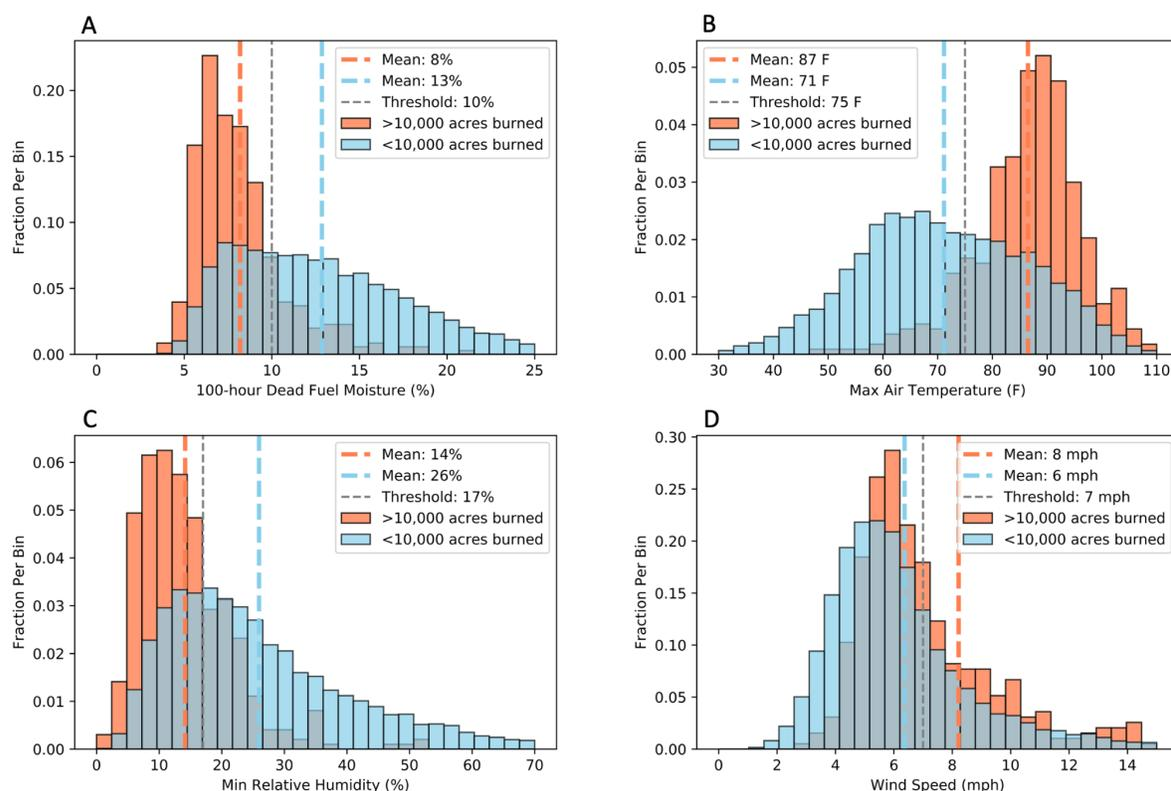 A
Mean: 8%
Mean: 13%
Threshold: 10%
>10,000 acres burned
<10,000 acres burned
Fraction Per Bin
0.20
0.15
0.10
0.05
0.00
0 5 10 15 20 25
100-hour Dead Fuel Moisture (%)
B
Mean: 87 F
Mean: 71 F
Threshold: 75 F
>10,000 acres burned
<10,000 acres burned
Fraction Per Bin
0.05
0.04
0.03
0.02
0.01
0.00
30 40 50 60 70 80 90 100 110
Max Air Temperature (F)
C
Mean: 14%
Mean: 26%
Threshold: 17%
>10,000 acres burned
<10,000 acres burned
Fraction Per Bin
0.06
0.05
0.04
0.03
0.02
0.01
0.00
0 10 20 30 40 50 60 70
Min Relative Humidity (%)
D
Mean: 8 mph
Mean: 6 mph
Threshold: 7 mph
>10,000 acres burned
<10,000 acres burned
Fraction Per Bin
0.30
0.25
0.20
0.15
0.10
0.05
0.00
0 2 4 6 8 10 12 14
Wind Speed (mph)